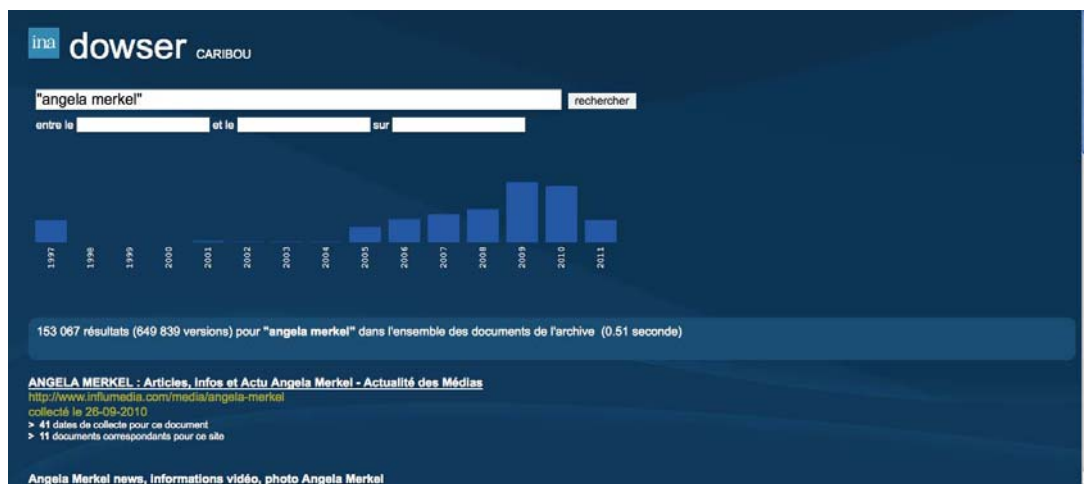 ina dowser CARIBOU
"angela merkel" rechercher
entre le et le sur
1997 1998 1999 2000 2001 2002 2003 2004 2005 2006 2007 2008 2009 2010 2011
153 067 résultats (649 839 versions) pour "angela merkel" dans l'ensemble des documents de l'archive (0.51 seconde)
ANGELA MERKEL : Articles, Infos et Actu Angela Merkel - Actualité des Médias
http://www.influmedia.com/media/angela-merkel
collecté le 26-09-2010
> 41 dates de collecte pour ce document
> 11 documents correspondants pour ce site
Angela Merkel news, informations vidéo, photo Angela Merkel